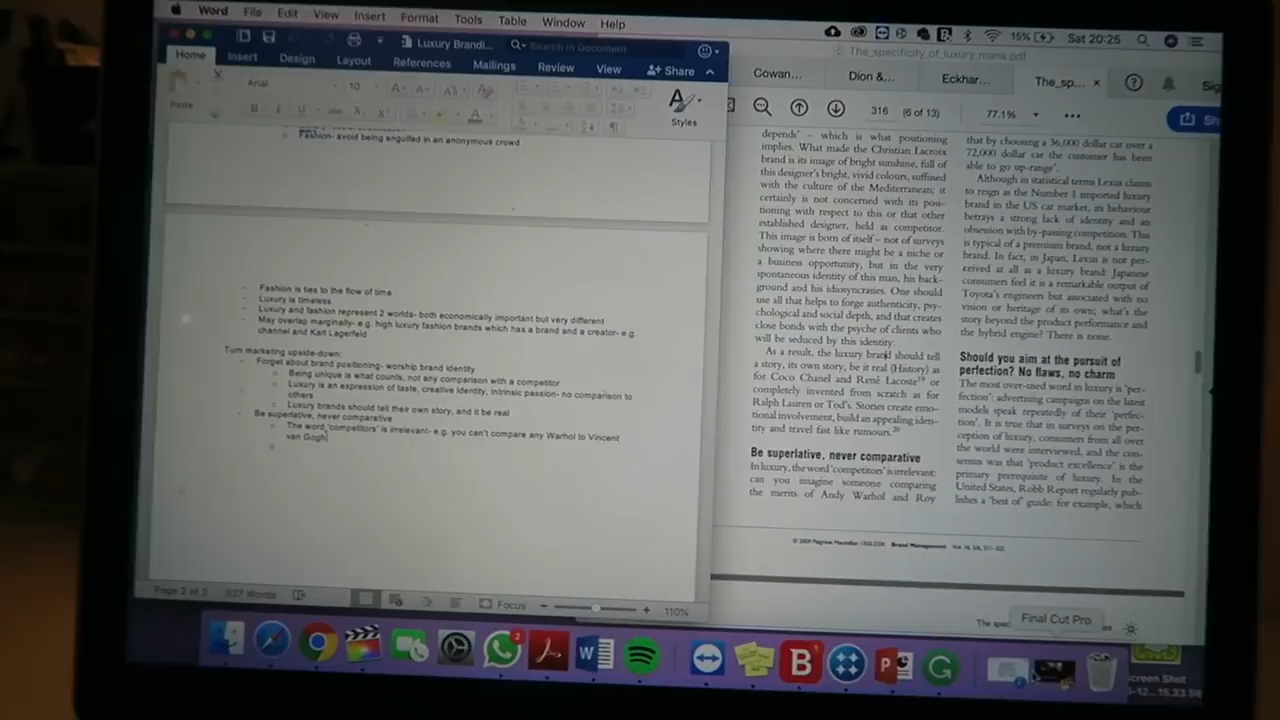 Word File Edit View Insert Format Tools Table Window Help
15% Sat 20:25
Luxury Brandi...
Search in Document
Home Insert Design Layout References Mailings Review View Share
Paste
Arial 10
Styles
Fashion- avoid being engulfed in an anonymous crowd
Fashion is ties to the flow of time
Luxury is timeless
Luxury and fashion represent 2 worlds- both economically important but very different
May overlap marginally- e.g. high luxury fashion brands which has a brand and a creator- e.g.
channel and Karl Lagerfeld
Turn marketing upside-down:
Forget about brand positioning- worship brand identity
Being unique is what counts, not any comparison with a competitor
Luxury is an expression of taste, creative identity, intrinsic passion- no comparison to
others
Luxury brands should tell their own story, and it be real
Be superlative, never comparative
The word 'competitors' is irrelevant- e.g. you can't compare any Warhol to Vincent
van Gogh
Page 2 of 2 827 Words
Focus
110%
The_specificity_of_luxury_mana.pdf
Cowan... Dion &... Eckhar... The_sp... ×
316 (6 of 13) 77.1%
depends' – which is what positioning
implies. What made the Christian Lacroix
brand is its image of bright sunshine, full of
this designer's bright, vivid colours, suffined
with the culture of the Mediterranean; it
certainly is not concerned with its posi-
tioning with respect to this or that other
established designer, held as competitor.
This image is born of itself – not of surveys
showing where there might be a niche or
a business opportunity, but in the very
spontaneous identity of this man, his back-
ground and his idiosyncrasies. One should
use all that helps to forge authenticity, psy-
chological and social depth, and that creates
close bonds with the psyche of clients who
will be seduced by this identity.
As a result, the luxury brand should tell
a story, its own story, be it real (History) as
for Coco Chanel and René Lacoste¹⁹ or
completely invented from scratch as for
Ralph Lauren or Tod's. Stories create emo-
tional involvement, build an appealing iden-
tity and travel fast like rumours.²⁰
Be superlative, never comparative
In luxury, the word 'competitors' is irrelevant:
can you imagine someone comparing
the merits of Andy Warhol and Roy
that by choosing a 36,000 dollar car over a
72,000 dollar car the customer has been
able to go up-range'.
Although in statistical terms Lexus claims
to reign as the Number 1 imported luxury
brand in the US car market, its behaviour
betrays a strong lack of identity and an
obsession with by-passing competition. This
is typical of a premium brand, not a luxury
brand. In fact, in Japan, Lexus is not per-
ceived at all as a luxury brand: Japanese
consumers feel it is a remarkable output of
Toyota's engineers but associated with no
vision or heritage of its own; what's the
story beyond the product performance and
the hybrid engine? There is none.
Should you aim at the pursuit of
perfection? No flaws, no charm
The most over-used word in luxury is 'per-
fection': advertising campaigns on the latest
models speak repeatedly of their 'perfec-
tion'. It is true that in surveys on the per-
ception of luxury, consumers from all over
the world were interviewed, and the con-
sensus was that 'product excellence' is the
primary prerequisite of luxury. In the
United States, Robb Report regularly pub-
lishes a 'best of' guide: for example, which
© 2009 Palgrave Macmillan Brand Management
Final Cut Pro
2
W
B
P
creen Shot